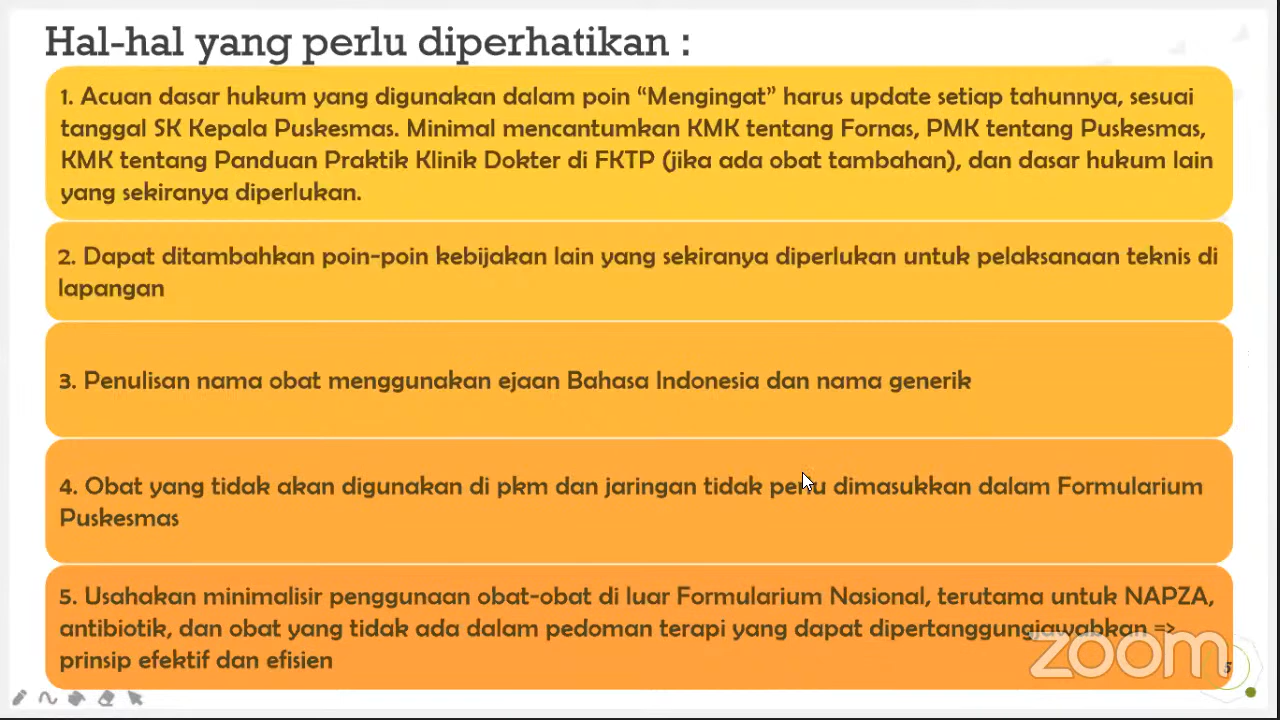 Hal-hal yang perlu diperhatikan :
1. Acuan dasar hukum yang digunakan dalam poin “Mengingat” harus update setiap tahunnya, sesuai
tanggal SK Kepala Puskesmas. Minimal mencantumkan KMK tentang Fornas, PMK tentang Puskesmas,
KMK tentang Panduan Praktik Klinik Dokter di FKTP (jika ada obat tambahan), dan dasar hukum lain
yang sekiranya diperlukan.
2. Dapat ditambahkan poin-poin kebijakan lain yang sekiranya diperlukan untuk pelaksanaan teknis di
lapangan
3. Penulisan nama obat menggunakan ejaan Bahasa Indonesia dan nama generik
4. Obat yang tidak akan digunakan di pkm dan jaringan tidak perlu dimasukkan dalam Formularium
Puskesmas
5. Usahakan minimalisir penggunaan obat-obat di luar Formularium Nasional, terutama untuk NAPZA,
antibiotik, dan obat yang tidak ada dalam pedoman terapi yang dapat dipertanggungjawabkan =>
prinsip efektif dan efisien
zoom
5